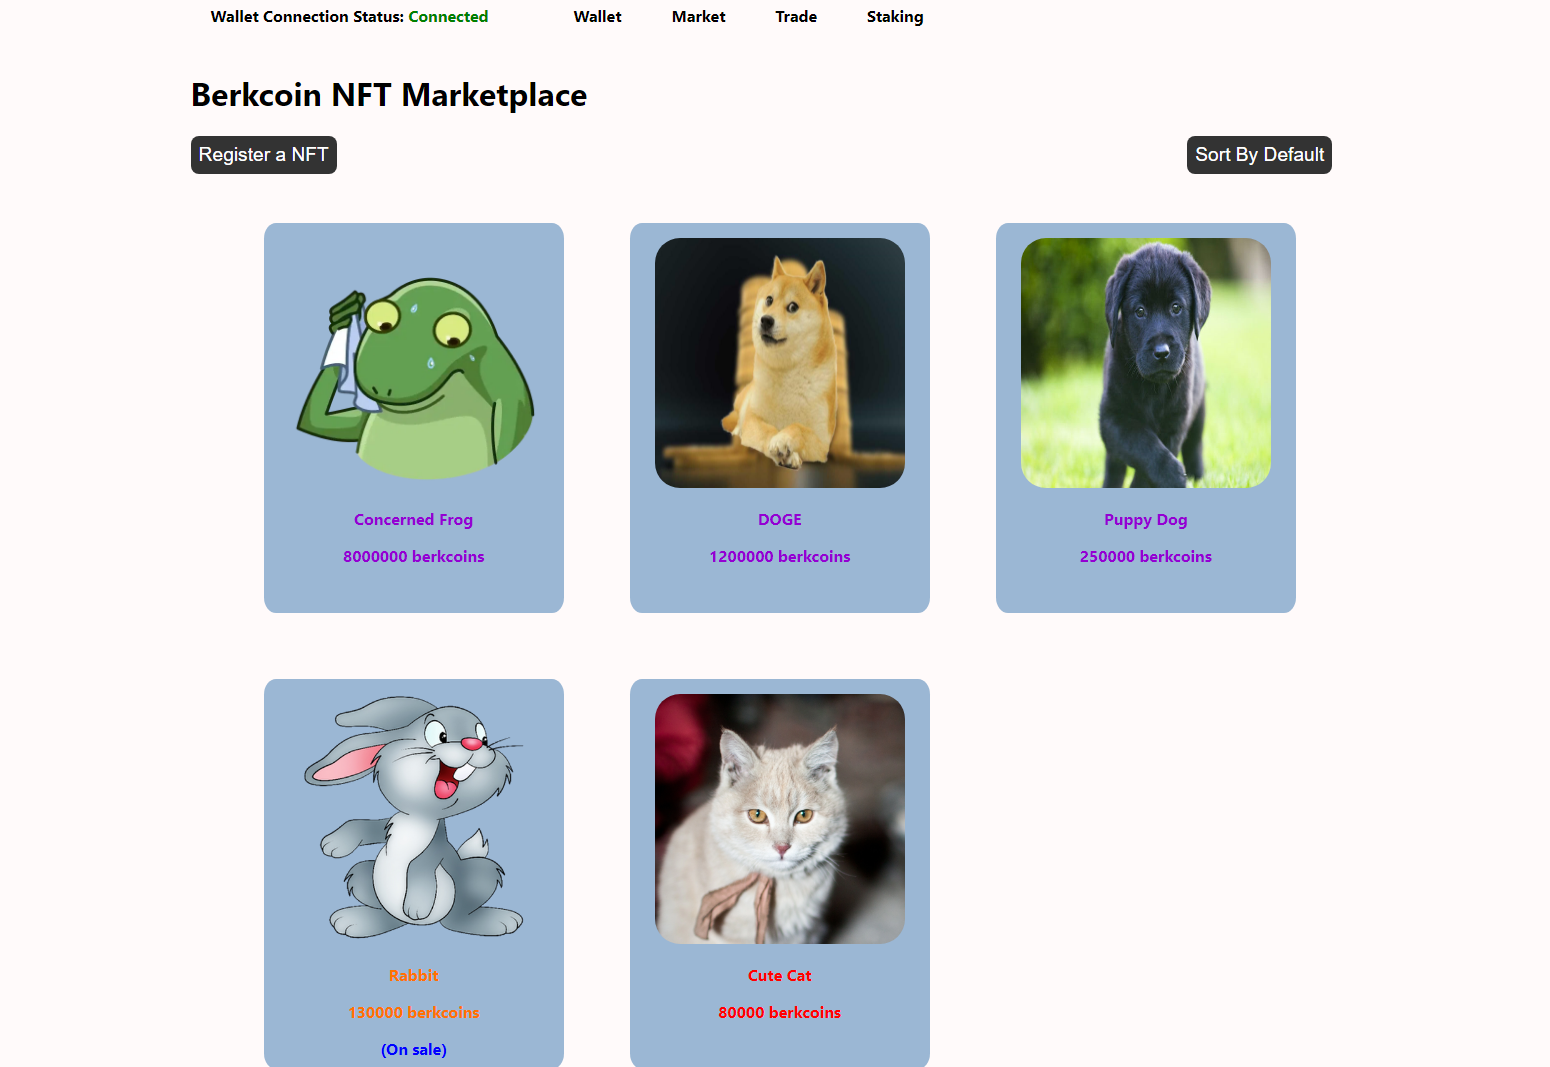 Wallet Connection Status: Connected Wallet Market Trade Staking
Berkcoin NFT Marketplace
Register a NFT Sort By Default
Concerned Frog DOGE Puppy Dog
8000000 berkcoins 1200000 berkcoins 250000 berkcoins
Rabbit Cute Cat
130000 berkcoins 80000 berkcoins
(On sale)